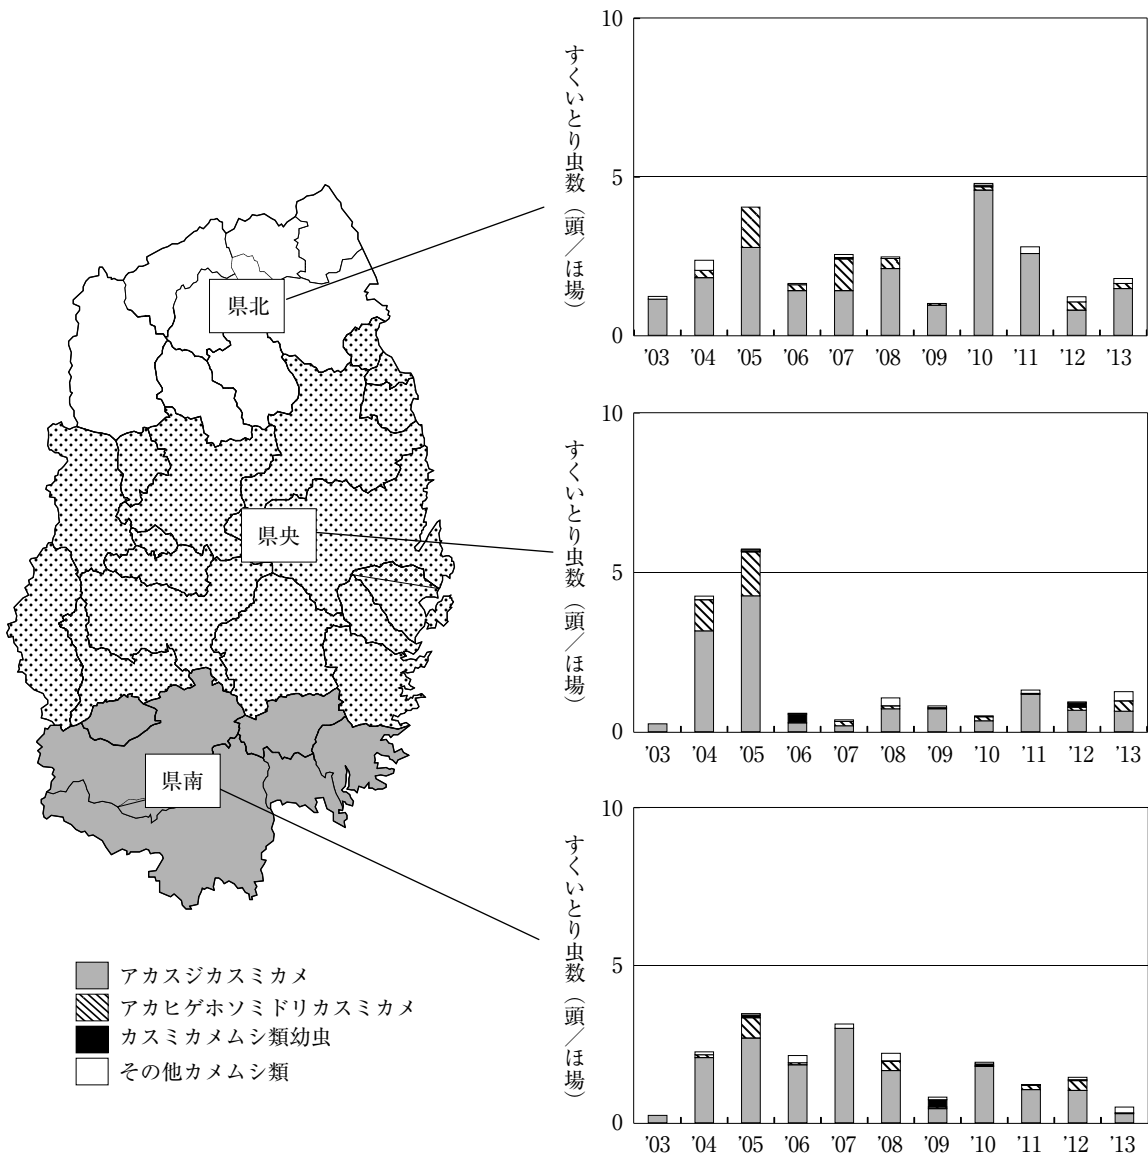 県北
県央
県南
アカスジカスミカメ
アカヒゲホソミドリカスミカメ
カスミカメムシ類幼虫
その他カメムシ類
すくいとり虫数(頭/ほ場)
10
5
0
'03 '04 '05 '06 '07 '08 '09 '10 '11 '12 '13
すくいとり虫数(頭/ほ場)
10
5
0
'03 '04 '05 '06 '07 '08 '09 '10 '11 '12 '13
すくいとり虫数(頭/ほ場)
10
5
0
'03 '04 '05 '06 '07 '08 '09 '10 '11 '12 '13